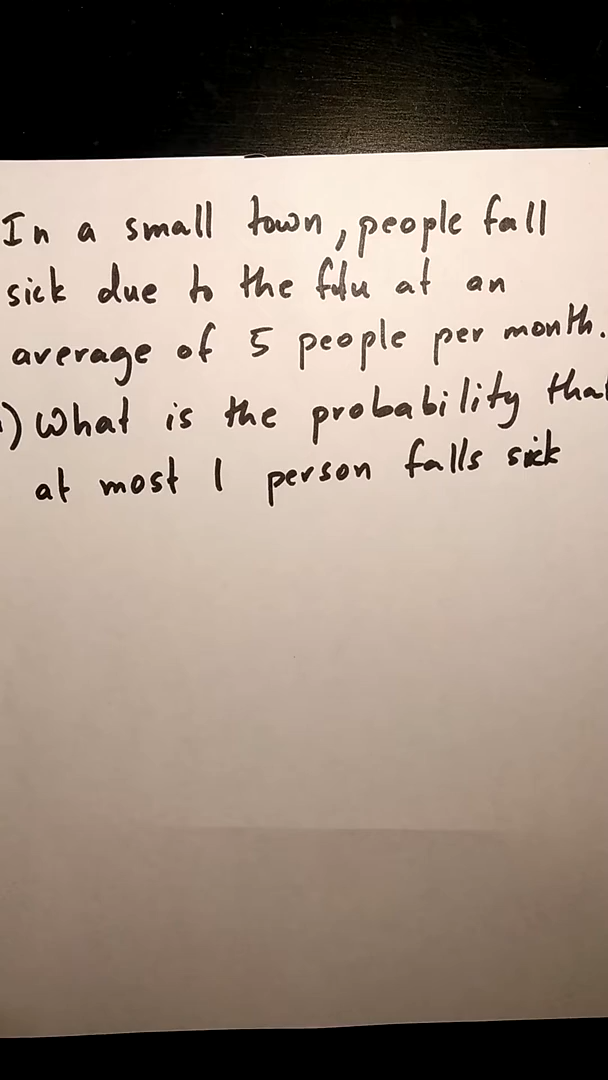 In a small town, people fall
sick due to the flu at an
average of 5 people per month.
) What is the probability tha
at most 1 person falls sick